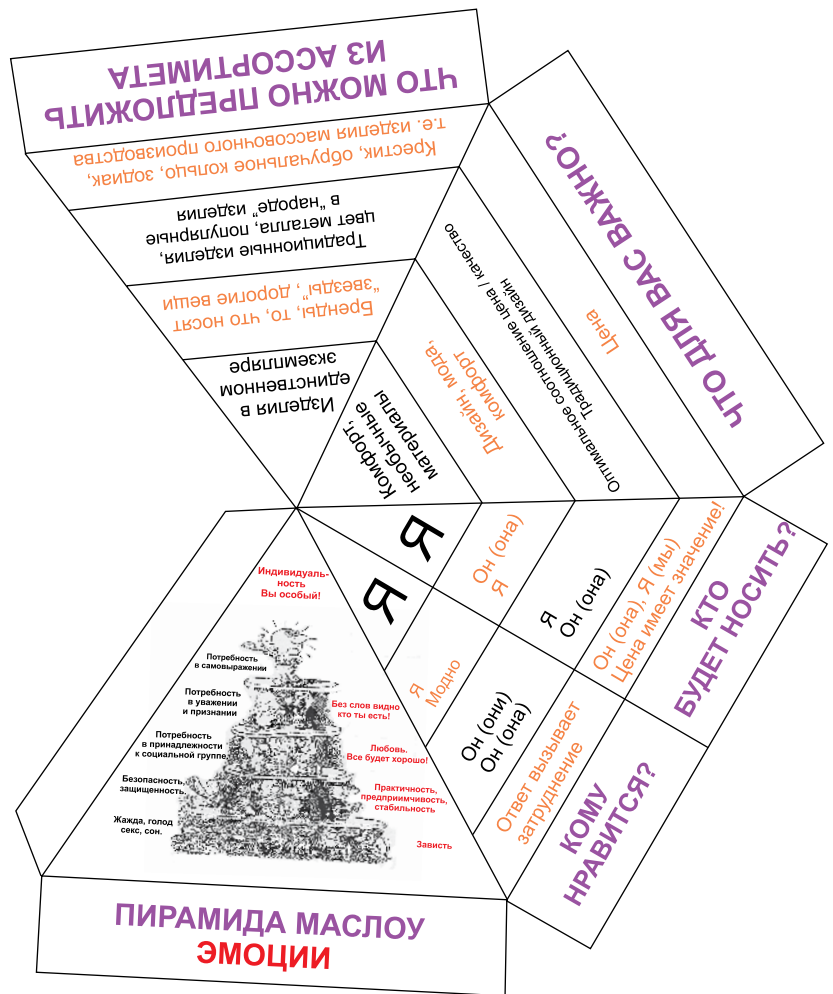 ЧТО МОЖНО ПРЕДЛОЖИТЬ
ИЗ АССОРТИМЕТА
Крестик, обручальное кольцо, зодиак,
т.е. изделия массовочного производства
Традиционные изделия,
цвет металла, популярные
в "народе" изделия
Бренды, то, что носят
"звезды", дорогие вещи
Изделия в
единственном
экземпляре
ЧТО ДЛЯ ВАС ВАЖНО?
Цена
Оптимальное соотношение цена / качество
Традиционный дизайн
Дизайн, мода,
комфорт
Комфорт,
необычные
материалы
КТО
БУДЕТ НОСИТЬ?
Он (она), Я (мы)
Цена имеет значение!
Я
Он (она)
Он (она)
Я
Я
КОМУ
НРАВИТСЯ?
Ответ вызывает
затруднение
Он (они)
Он (она)
Я
Модно
Я
Индивидуаль-
ность
Вы особый!
Потребность
в самовыражении
Потребность
в уважении
и признании
Без слов видно
кто ты есть!
Потребность
в принадлежности
к социальной группе.
Любовь.
Все будет хорошо!
Безопасность,
защищенность.
Практичность,
предприимчивость,
стабильность
Жажда, голод
секс, сон.
Зависть
ПИРАМИДА МАСЛОУ
ЭМОЦИИ